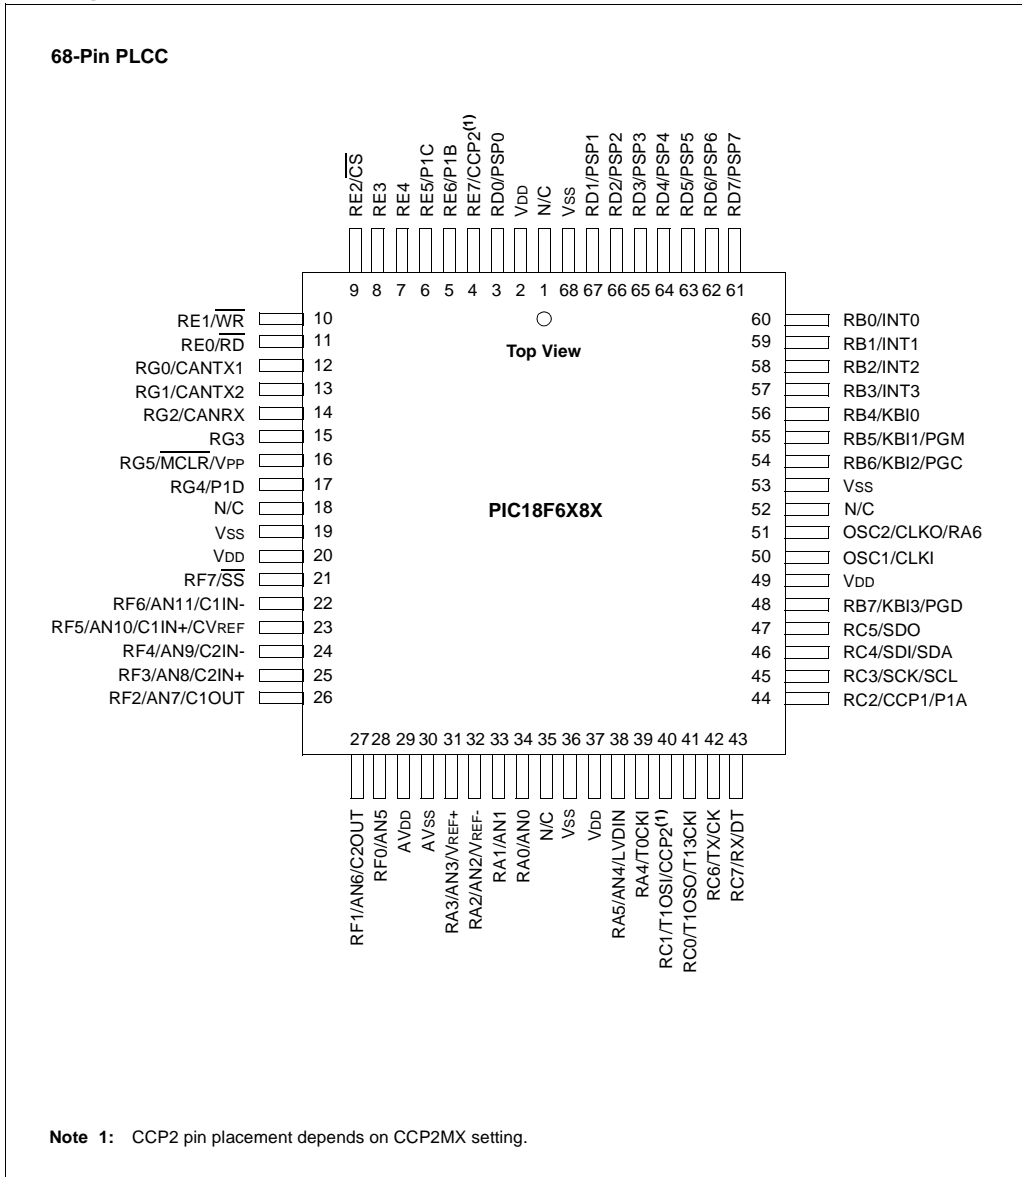 68-Pin PLCC
RE2/CS
RE3
RE4
RE5/P1C
RE6/P1B
RE7/CCP2(1)
RD0/PSP0
VDD
N/C
VSS
RD1/PSP1
RD2/PSP2
RD3/PSP3
RD4/PSP4
RD5/PSP5
RD6/PSP6
RD7/PSP7
9 8 7 6 5 4 3 2 1 68 67 66 65 64 63 62 61
RE1/WR 10
RE0/RD 11
RG0/CANTX1 12
RG1/CANTX2 13
RG2/CANRX 14
RG3 15
RG5/MCLR/VPP 16
RG4/P1D 17
N/C 18
VSS 19
VDD 20
RF7/SS 21
RF6/AN11/C1IN- 22
RF5/AN10/C1IN+/CVREF 23
RF4/AN9/C2IN- 24
RF3/AN8/C2IN+ 25
RF2/AN7/C1OUT 26
Top View
PIC18F6X8X
60 RB0/INT0
59 RB1/INT1
58 RB2/INT2
57 RB3/INT3
56 RB4/KBI0
55 RB5/KBI1/PGM
54 RB6/KBI2/PGC
53 VSS
52 N/C
51 OSC2/CLKO/RA6
50 OSC1/CLKI
49 VDD
48 RB7/KBI3/PGD
47 RC5/SDO
46 RC4/SDI/SDA
45 RC3/SCK/SCL
44 RC2/CCP1/P1A
27 28 29 30 31 32 33 34 35 36 37 38 39 40 41 42 43
RF1/AN6/C2OUT
RF0/AN5
AVDD
AVSS
RA3/AN3/VREF+
RA2/AN2/VREF-
RA1/AN1
RA0/AN0
N/C
VSS
VDD
RA5/AN4/LVDIN
RA4/T0CKI
RC1/T1OSI/CCP2(1)
RC0/T1OSO/T13CKI
RC6/TX/CK
RC7/RX/DT
Note 1: CCP2 pin placement depends on CCP2MX setting.